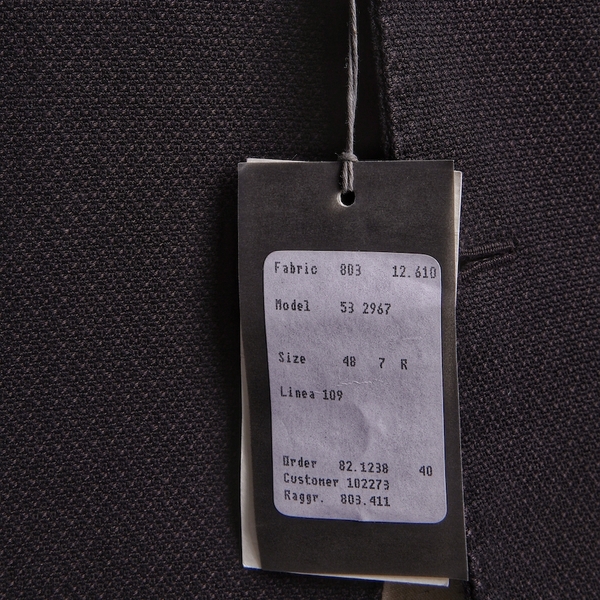 Fabric 803 12.610
Model 53 2967
Size 48 7 R
Linea 109
Order 82.1238 40
Customer 102273
Raggr. 803.411